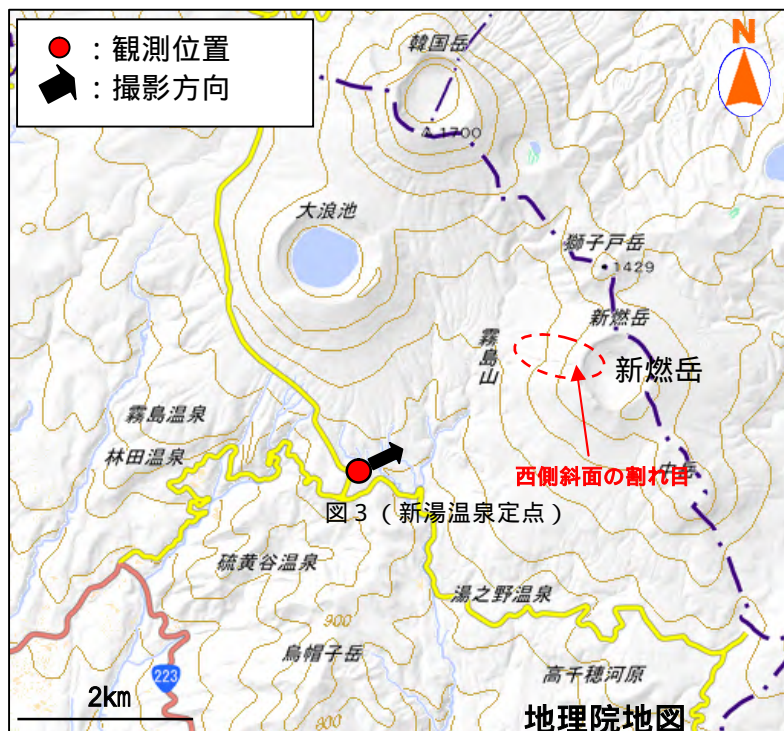 ：観測位置
：撮影方向
N
韓国岳
1700
大浪池
獅子戸岳
1429
新燃岳
霧島山
新燃岳
霧島温泉
林田温泉
西側斜面の割れ目
中岳
図３（新湯温泉定点）
硫黄谷温泉
湯之野温泉
900
烏帽子岳
高千穂河原
223
2km
800
地理院地図